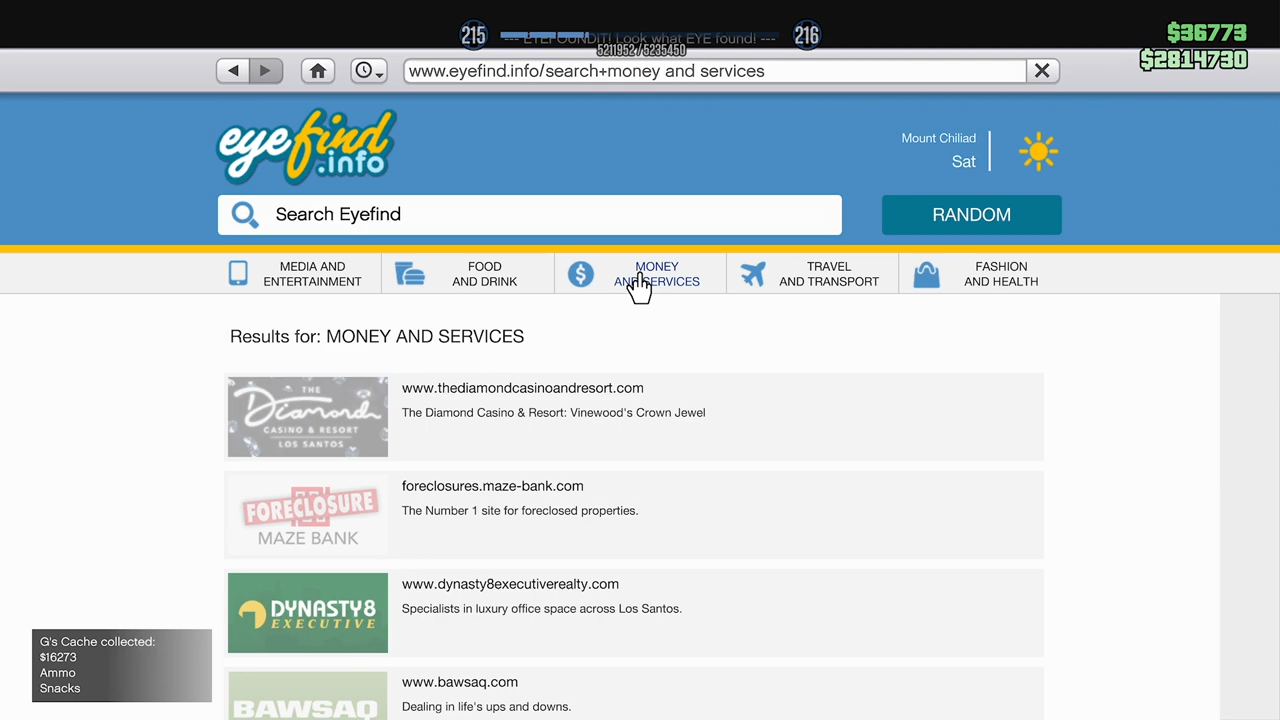 215
216
--- EYEFOUNDIT! Look what EYE found! ---
5211952 / 5235450
$36773
$2814730
www.eyefind.info/search+money and services
eyefind
.info
Mount Chiliad
Sat
Search Eyefind
RANDOM
MEDIA AND
ENTERTAINMENT
FOOD
AND DRINK
MONEY
AND SERVICES
TRAVEL
AND TRANSPORT
FASHION
AND HEALTH
Results for: MONEY AND SERVICES
THE
Diamond
CASINO & RESORT
LOS SANTOS
www.thediamondcasinoandresort.com
The Diamond Casino & Resort: Vinewood's Crown Jewel
FORECLOSURE
MAZE BANK
foreclosures.maze-bank.com
The Number 1 site for foreclosed properties.
DYNASTY8
EXECUTIVE
www.dynasty8executiverealty.com
Specialists in luxury office space across Los Santos.
BAWSAQ
www.bawsaq.com
Dealing in life's ups and downs.
G's Cache collected:
$16273
Ammo
Snacks